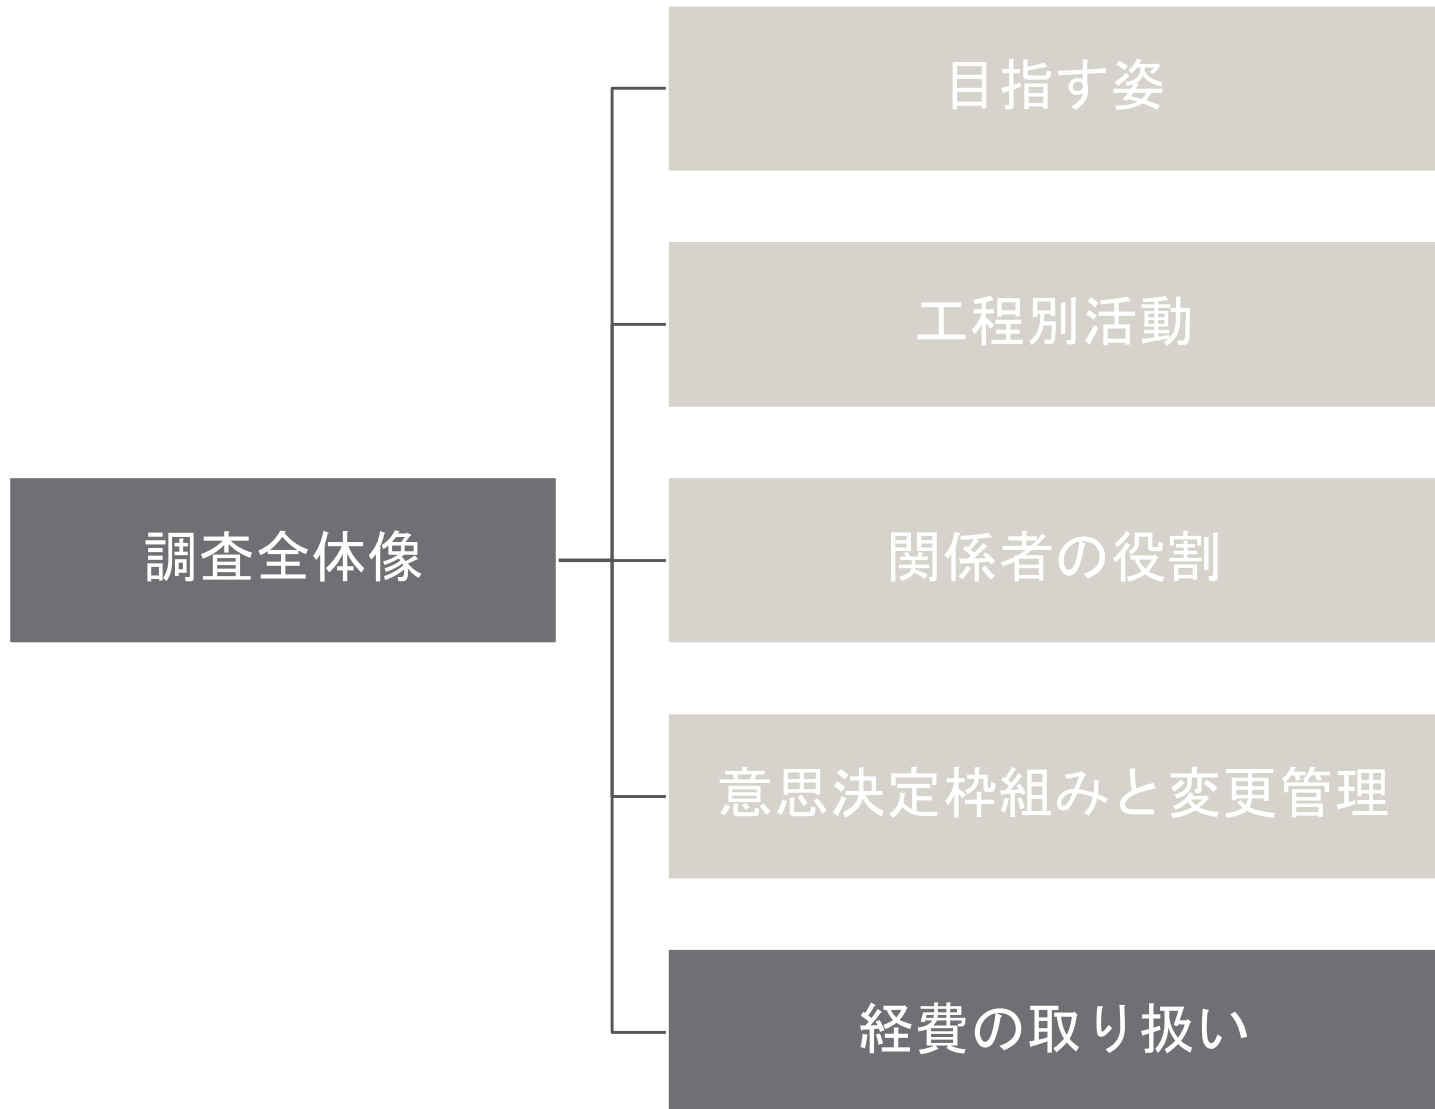 目指す姿
工程別活動
調査全体像
関係者の役割
意思決定枠組みと変更管理
経費の取り扱い